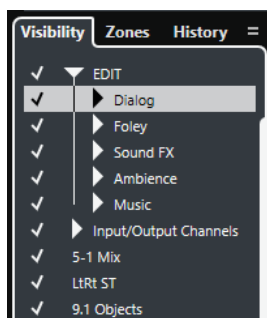 Visibility Zones History
EDIT
Dialog
Foley
Sound FX
Ambience
Music
Input/Output Channels
5-1 Mix
LtRt ST
9.1 Objects